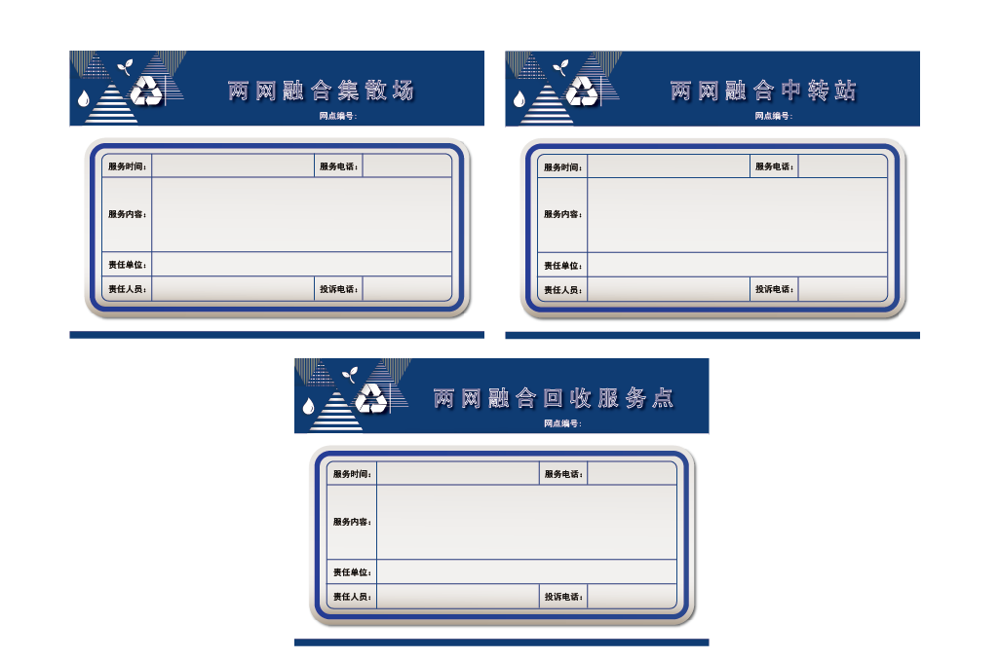 两网融合集散场
网点编号:
服务时间: 服务电话:
服务内容:
责任单位:
责任人员: 投诉电话:
两网融合中转站
网点编号:
服务时间: 服务电话:
服务内容:
责任单位:
责任人员: 投诉电话:
两网融合回收服务点
网点编号:
服务时间: 服务电话:
服务内容:
责任单位:
责任人员: 投诉电话: